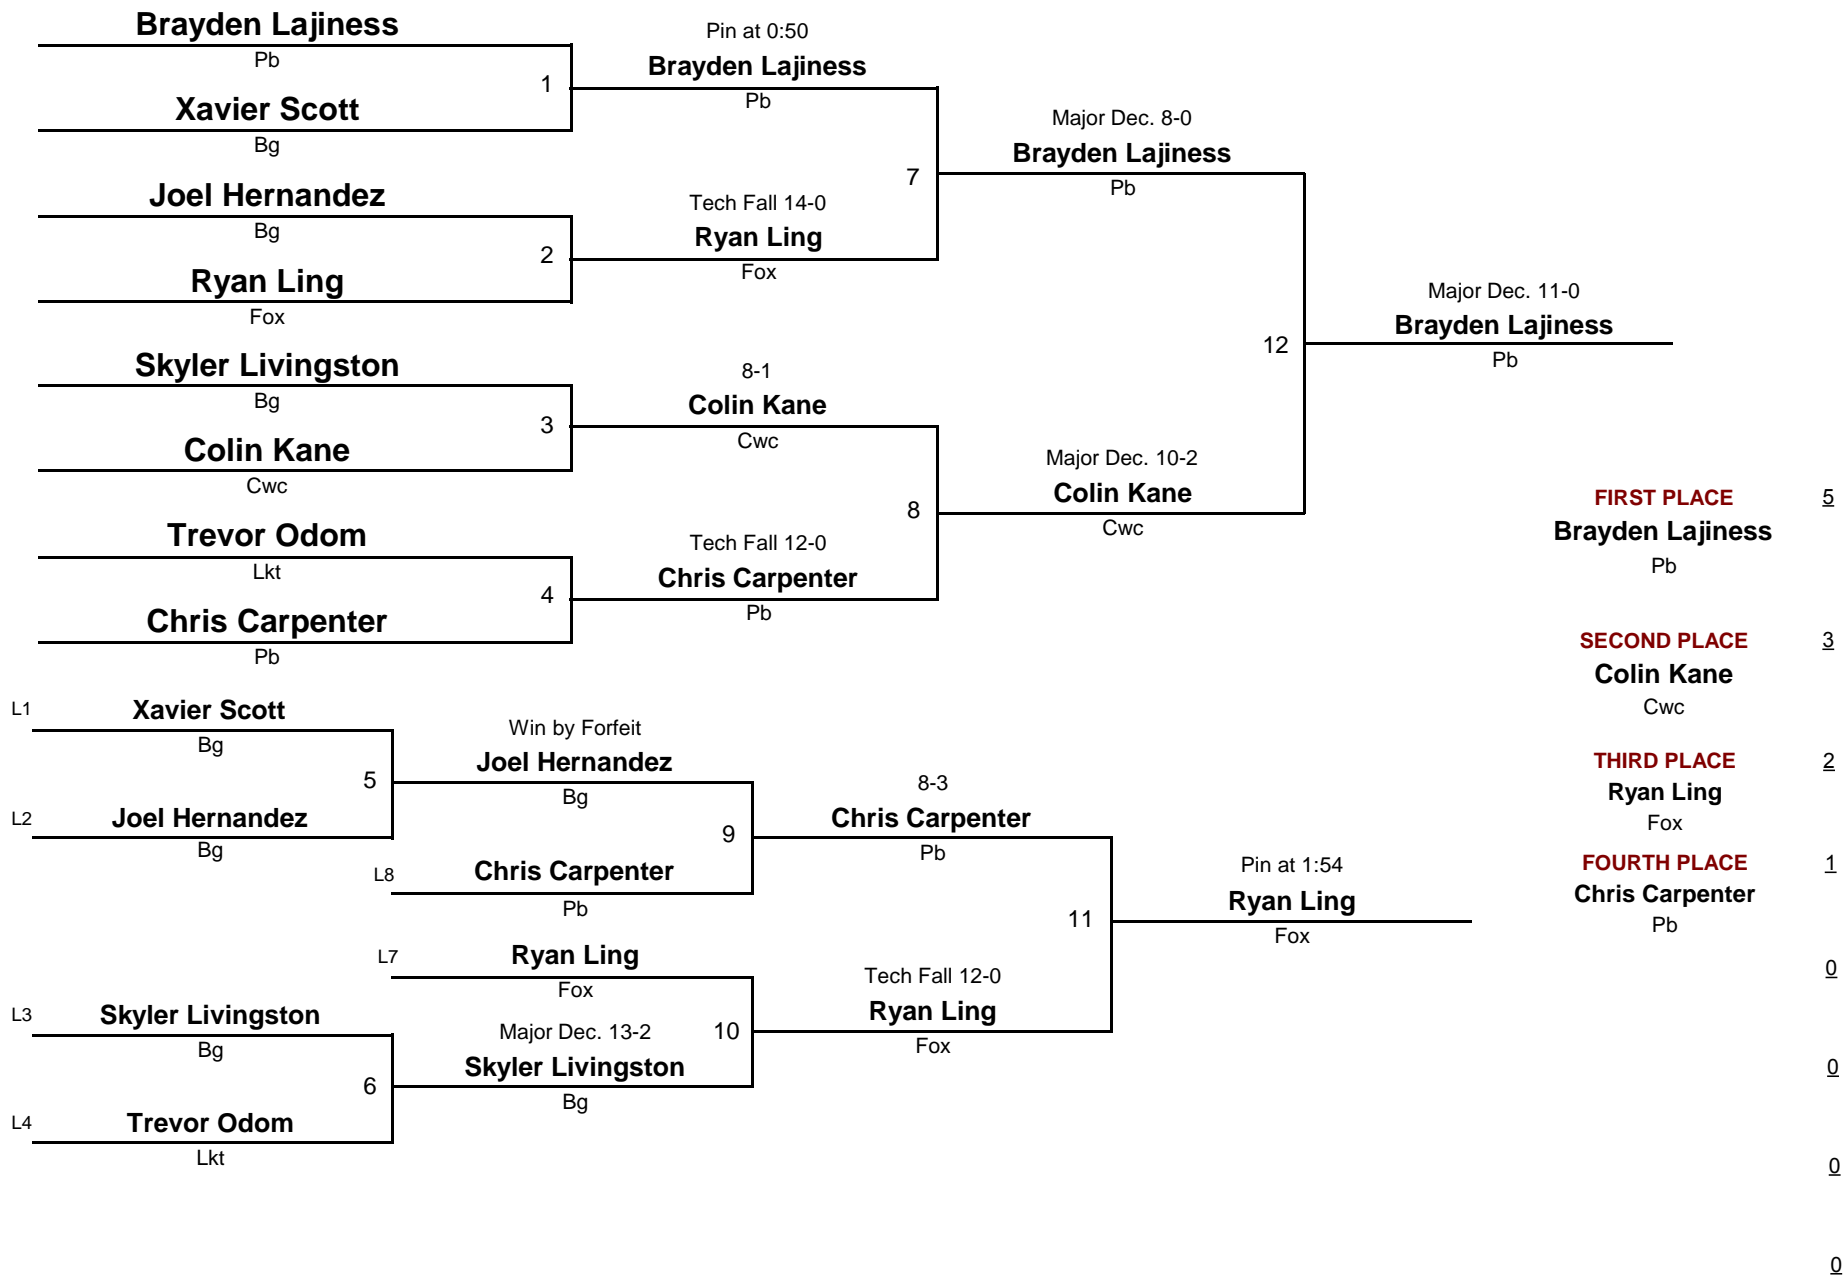 Brayden Lajiness
Pb
1
Xavier Scott
Bg
Joel Hernandez
Bg
2
Ryan Ling
Fox
Skyler Livingston
Bg
3
Colin Kane
Cwc
Trevor Odom
Lkt
4
Chris Carpenter
Pb
Pin at 0:50
Brayden Lajiness
Pb
7
Tech Fall 14-0
Ryan Ling
Fox
8-1
Colin Kane
Cwc
8
Tech Fall 12-0
Chris Carpenter
Pb
Major Dec. 8-0
Brayden Lajiness
Pb
12
Major Dec. 10-2
Colin Kane
Cwc
Major Dec. 11-0
Brayden Lajiness
Pb
FIRST PLACE 5
Brayden Lajiness
Pb
SECOND PLACE 3
Colin Kane
Cwc
THIRD PLACE 2
Ryan Ling
Fox
FOURTH PLACE 1
Chris Carpenter
Pb
0
0
0
0
L1 Xavier Scott
Bg
5
L2 Joel Hernandez
Bg
L3 Skyler Livingston
Bg
6
L4 Trevor Odom
Lkt
Win by Forfeit
Joel Hernandez
Bg
9
L8 Chris Carpenter
Pb
L7 Ryan Ling
Fox
10
Major Dec. 13-2
Skyler Livingston
Bg
8-3
Chris Carpenter
Pb
11
Tech Fall 12-0
Ryan Ling
Fox
Pin at 1:54
Ryan Ling
Fox